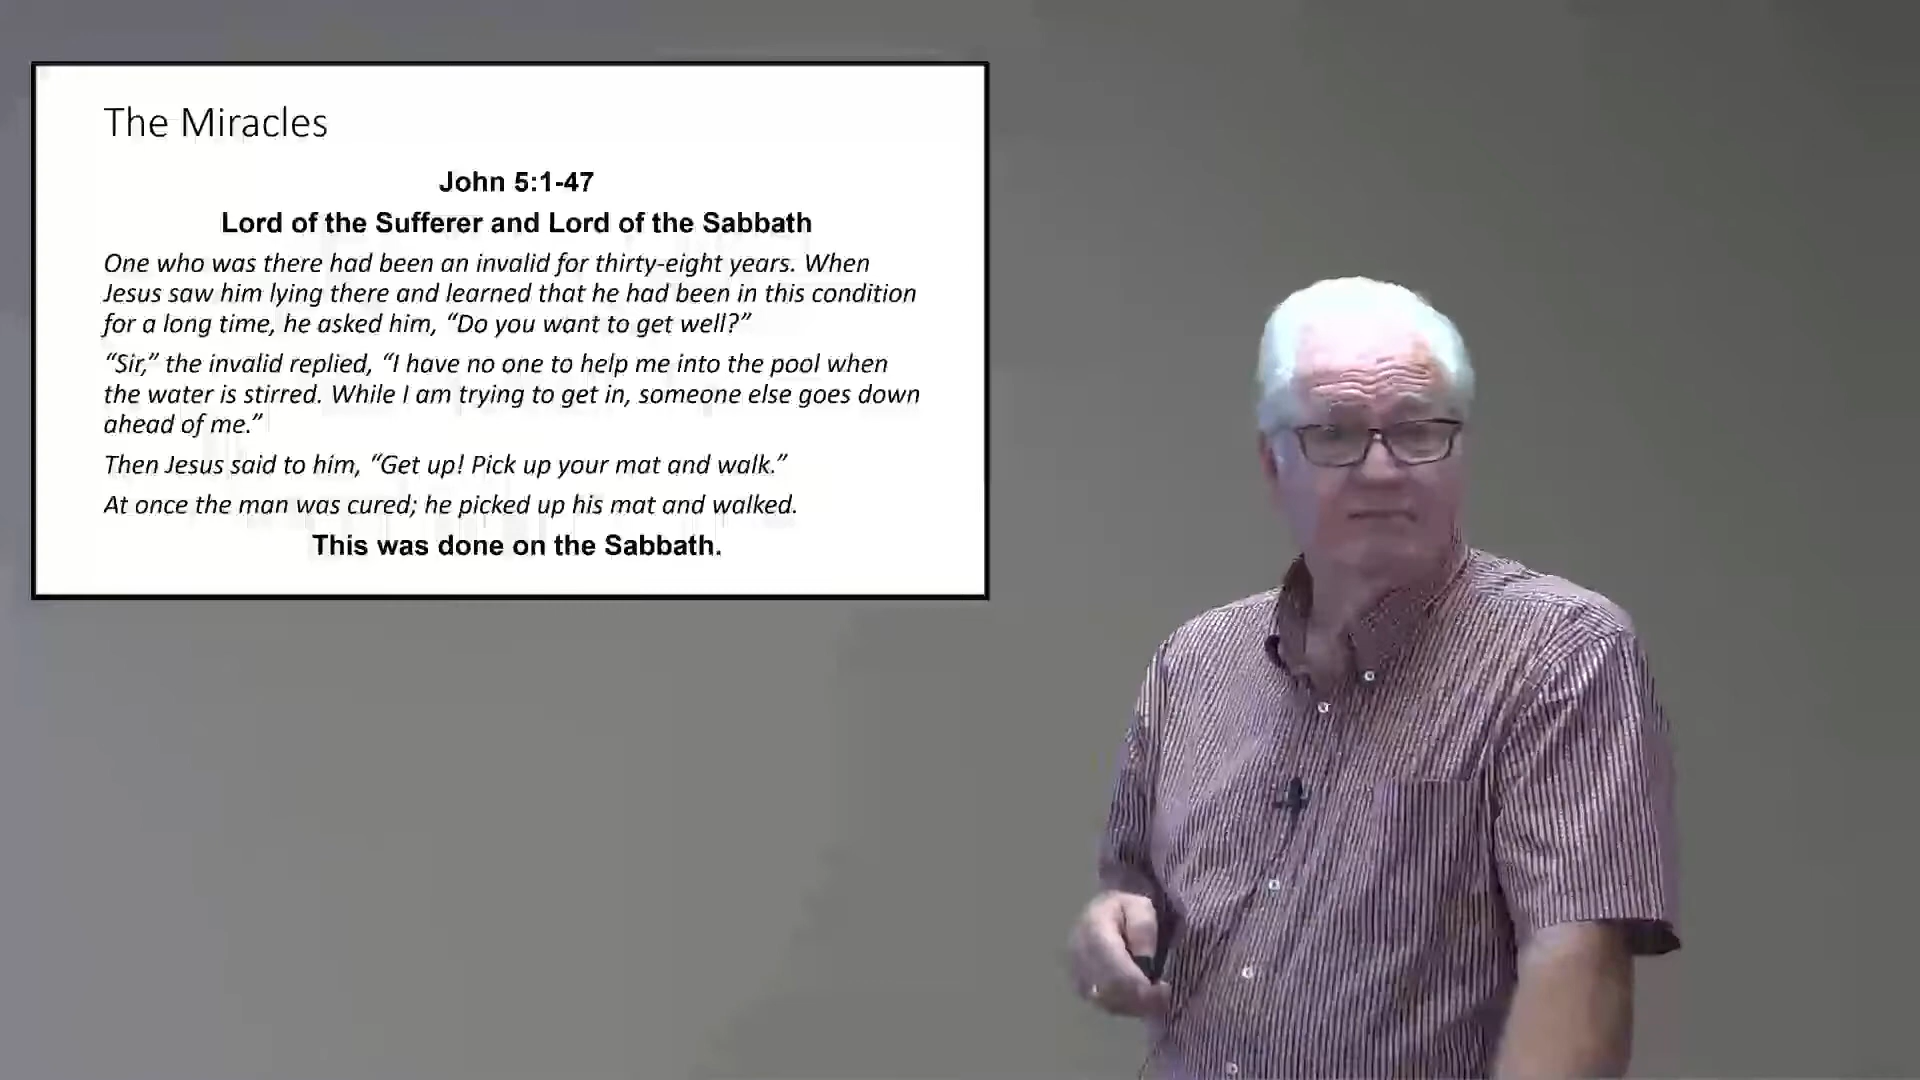 The Miracles
John 5:1-47
Lord of the Sufferer and Lord of the Sabbath
One who was there had been an invalid for thirty-eight years. When
Jesus saw him lying there and learned that he had been in this condition
for a long time, he asked him, “Do you want to get well?”
“Sir,” the invalid replied, “I have no one to help me into the pool when
the water is stirred. While I am trying to get in, someone else goes down
ahead of me.”
Then Jesus said to him, “Get up! Pick up your mat and walk.”
At once the man was cured; he picked up his mat and walked.
This was done on the Sabbath.